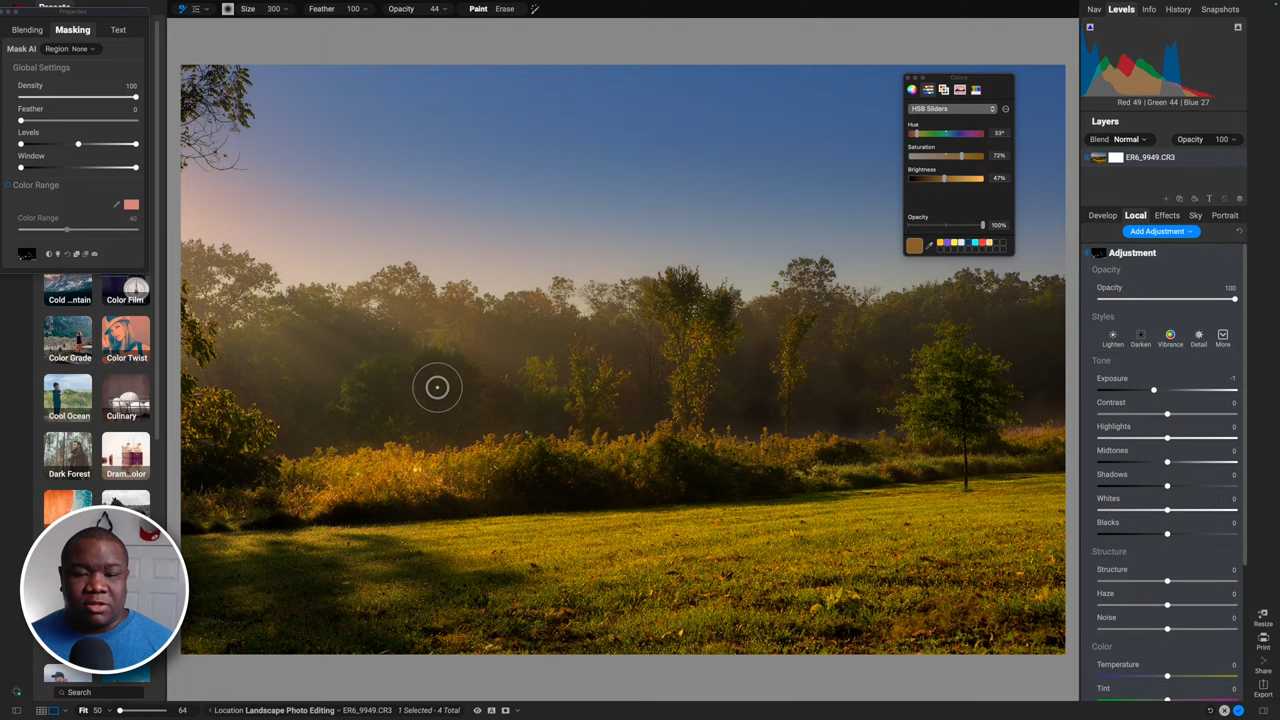 Presets
Properties
Blending Masking Text
Mask AI Region None
Global Settings
Density 100
Feather 0
Levels
Window
Color Range
Color Range 40
Cold ...ntain Color Film
Color Grade Color Twist
Cool Ocean Culinary
Dark Forest Dram...olor
Search
Size 300 Feather 100 Opacity 44 Paint Erase
Colors
HSB Sliders
Hue
33°
Saturation
72%
Brightness
47%
Opacity
100%
Nav Levels Info History Snapshots
Red 49 | Green 44 | Blue 27
Layers
Blend Normal Opacity 100
ER6_9949.CR3
Develop Local Effects Sky Portrait
Add Adjustment
Adjustment
Opacity
Opacity 100
Styles
Lighten Darken Vibrance Detail More
Tone
Exposure -1
Contrast 0
Highlights 0
Midtones 0
Shadows 0
Whites 0
Blacks 0
Structure
Structure 0
Haze 0
Noise 0
Color
Temperature 0
Tint 0
Resize
Print
Share
Export
Fit 50 64 Location Landscape Photo Editing ER6_9949.CR3 1 Selected - 4 Total